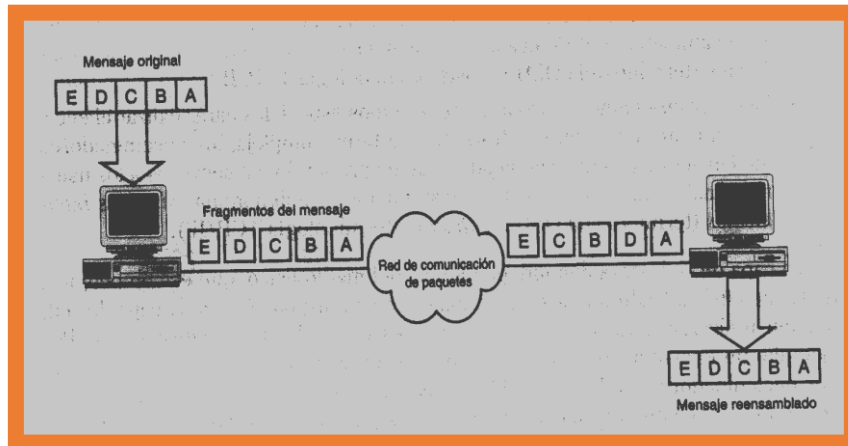 Mensaje original
E D C B A
Fragmentos del mensaje
E D C B A
Red de comunicación
de paquetes
E C B D A
E D C B A
Mensaje reensamblado